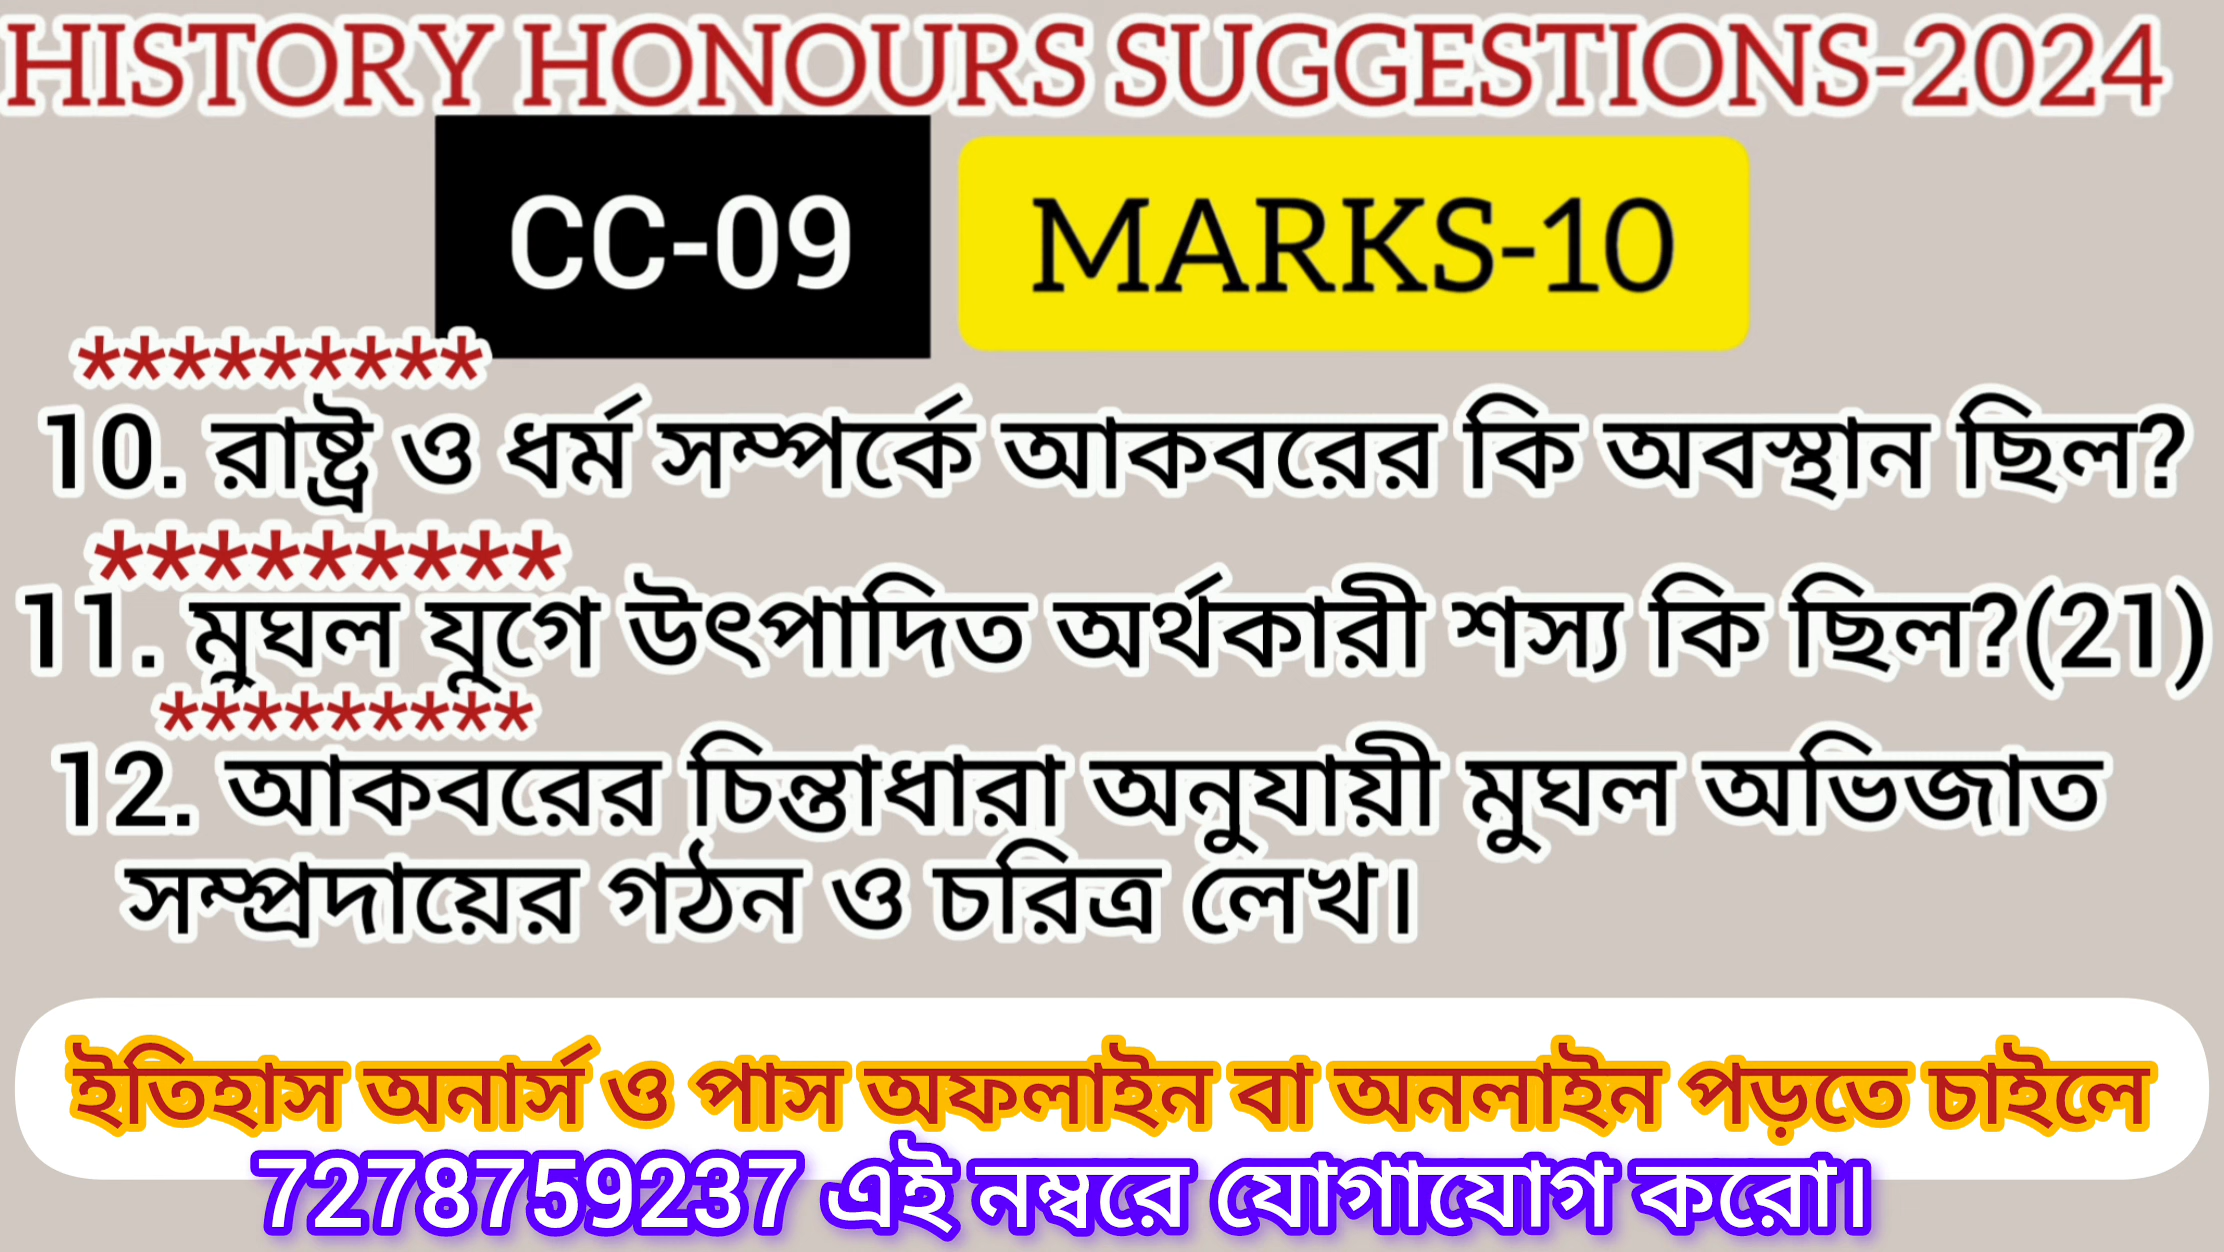 HISTORY HONOURS SUGGESTIONS-2024
CC-09 MARKS-10
*********
10. রাষ্ট্র ও ধর্ম সম্পর্কে আকবরের কি অবস্থান ছিল?
*********
11. মুঘল যুগে উৎপাদিত অর্থকারী শস্য কি ছিল?(21)
*********
12. আকবরের চিন্তাধারা অনুযায়ী মুঘল অভিজাত
সম্প্রদায়ের গঠন ও চরিত্র লেখ।
ইতিহাস অনার্স ও পাস অফলাইন বা অনলাইন পড়তে চাইলে
7278759237 এই নম্বরে যোগাযোগ করো।